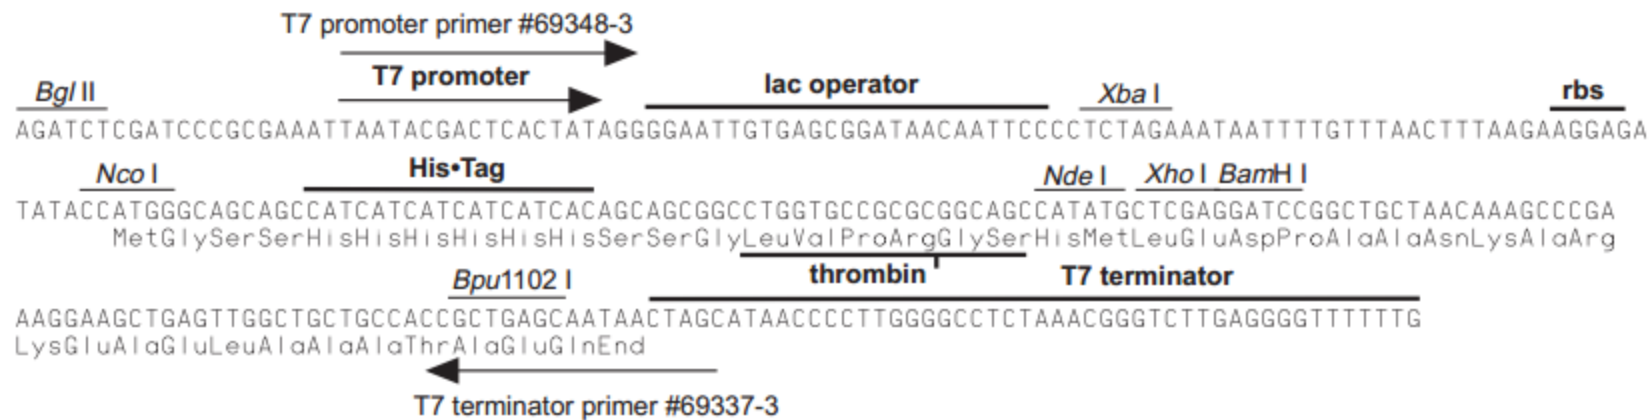 T7 promoter primer #69348-3
T7 promoter
Bgl II
lac operator
Xba I
rbs
AGATCTCGATCCCGCGAAATTAATACGACTCACTATAGGGGAATTGTGAGCGGATAACAATTCCCCTCTAGAAATAATTTTGTTTAACTTTAAGAAGGAGA
Nco I
His•Tag
Nde I
Xho I
BamH I
TATACCATGGGCAGCAGCCATCATCATCATCATCACAGCAGCGGCCTGGTGCCGCGCGGCAGCCATATGCTCGAGGATCCGGCTGCTAACAAAGCCCGA
MetGlySerSerHisHisHisHisHisHisSerSerGlyLeuValProArgGlySerHisMetLeuGluAspProAlaAlaAsnLysAlaArg
thrombin
T7 terminator
Bpu1102 I
AAGGAAGCTGAGTTGGCTGCTGCCACCGCTGAGCAATAACTAGCATAACCCCTTGGGGCCTCTAAACGGGTCTTGAGGGGTTTTTTG
LysGluAlaGluLeuAlaAlaAlaThrAlaGluGlnEnd
T7 terminator primer #69337-3